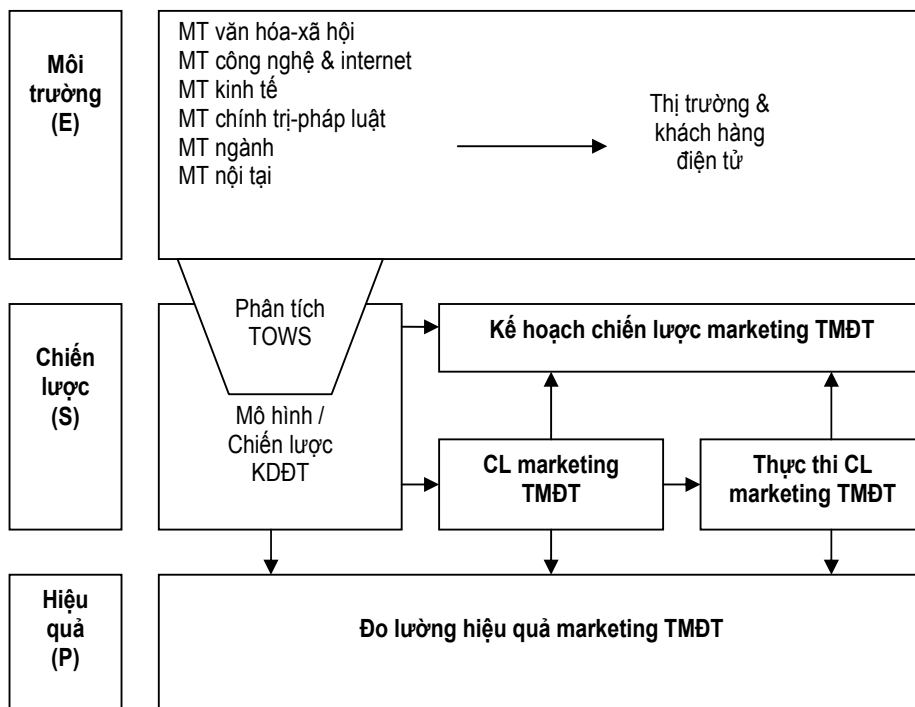 Môi
trường
(E)
MT văn hóa-xã hội
MT công nghệ & internet
MT kinh tế
MT chính trị-pháp luật
MT ngành
MT nội tại
Thị trường &
khách hàng
điện tử
Chiến
lược
(S)
Phân tích
TOWS
Mô hình /
Chiến lược
KDĐT
Kế hoạch chiến lược marketing TMĐT
CL marketing
TMĐT
Thực thi CL
marketing TMĐT
Hiệu
quả
(P)
Đo lường hiệu quả marketing TMĐT